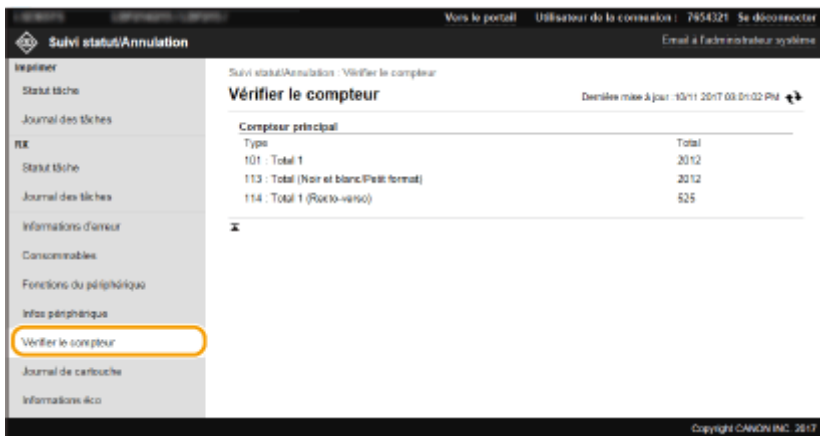 Vers le portail Utilisateur de la connexion : 7654321 Se déconnecter
Suivi statut/Annulation
Email à l'administrateur système
Imprimer
Statut tâche
Journal des tâches
RX
Statut tâche
Journal des tâches
Informations d'erreur
Consommables
Fonctions du périphérique
Infos périphérique
Vérifier le compteur
Journal de cartouche
Informations éco
Suivi statut/Annulation : Vérifier le compteur
Vérifier le compteur
Dernière mise à jour :10/11 2017 03:01:02 PM
Compteur principal
Type Total
101 : Total 1 2012
113 : Total (Noir et blanc/Petit format) 2012
114 : Total 1 (Recto-verso) 525
Copyright CANON INC. 2017